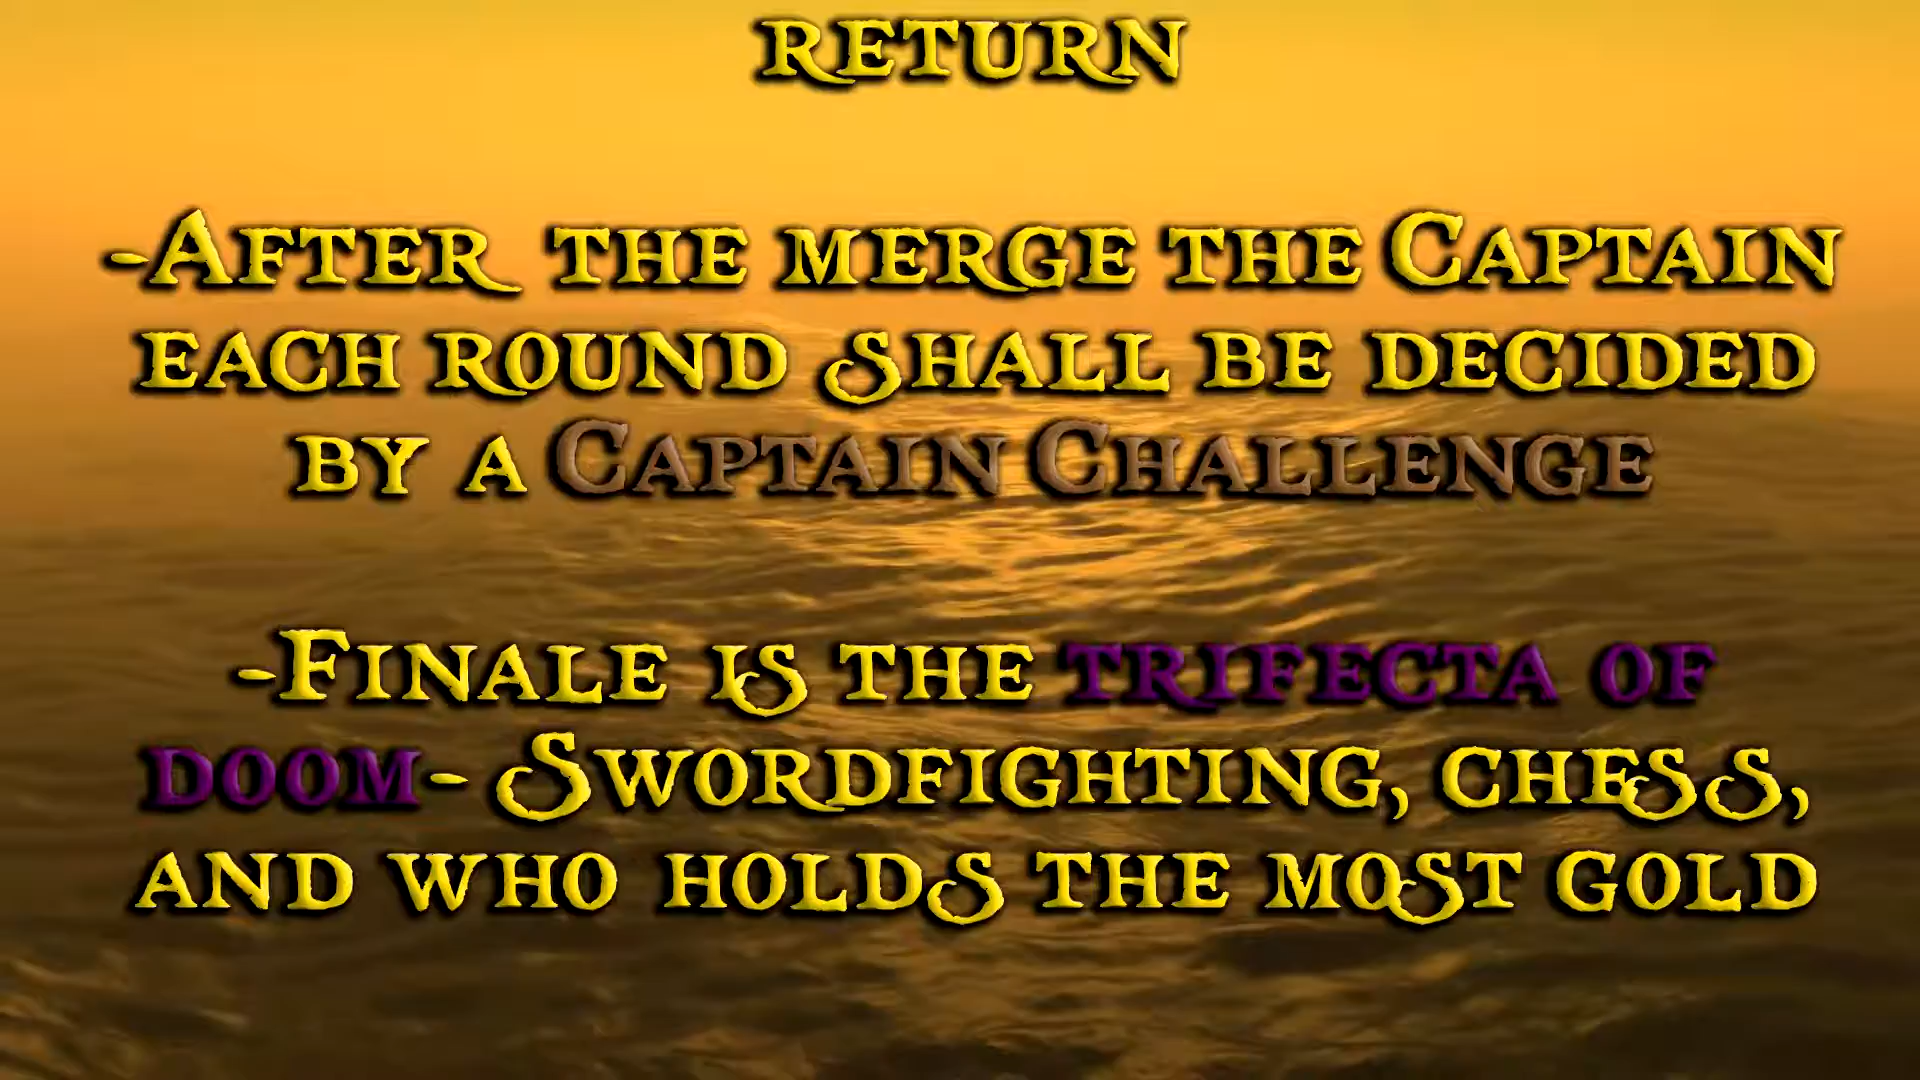 RETURN
-AFTER THE MERGE THE CAPTAIN
EACH ROUND SHALL BE DECIDED
BY A CAPTAIN CHALLENGE
-FINALE IS THE TRIFECTA OF
DOOM- SWORDFIGHTING, CHESS,
AND WHO HOLDS THE MOST GOLD